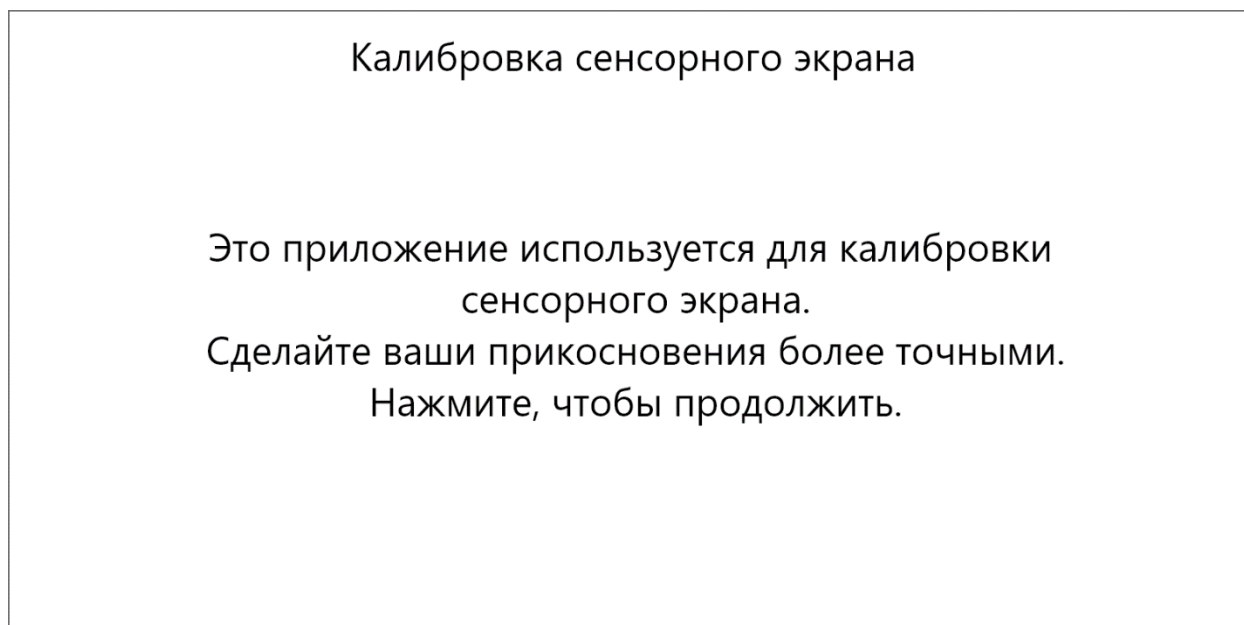 Калибровка сенсорного экрана
Это приложение используется для калибровки
сенсорного экрана.
Сделайте ваши прикосновения более точными.
Нажмите, чтобы продолжить.